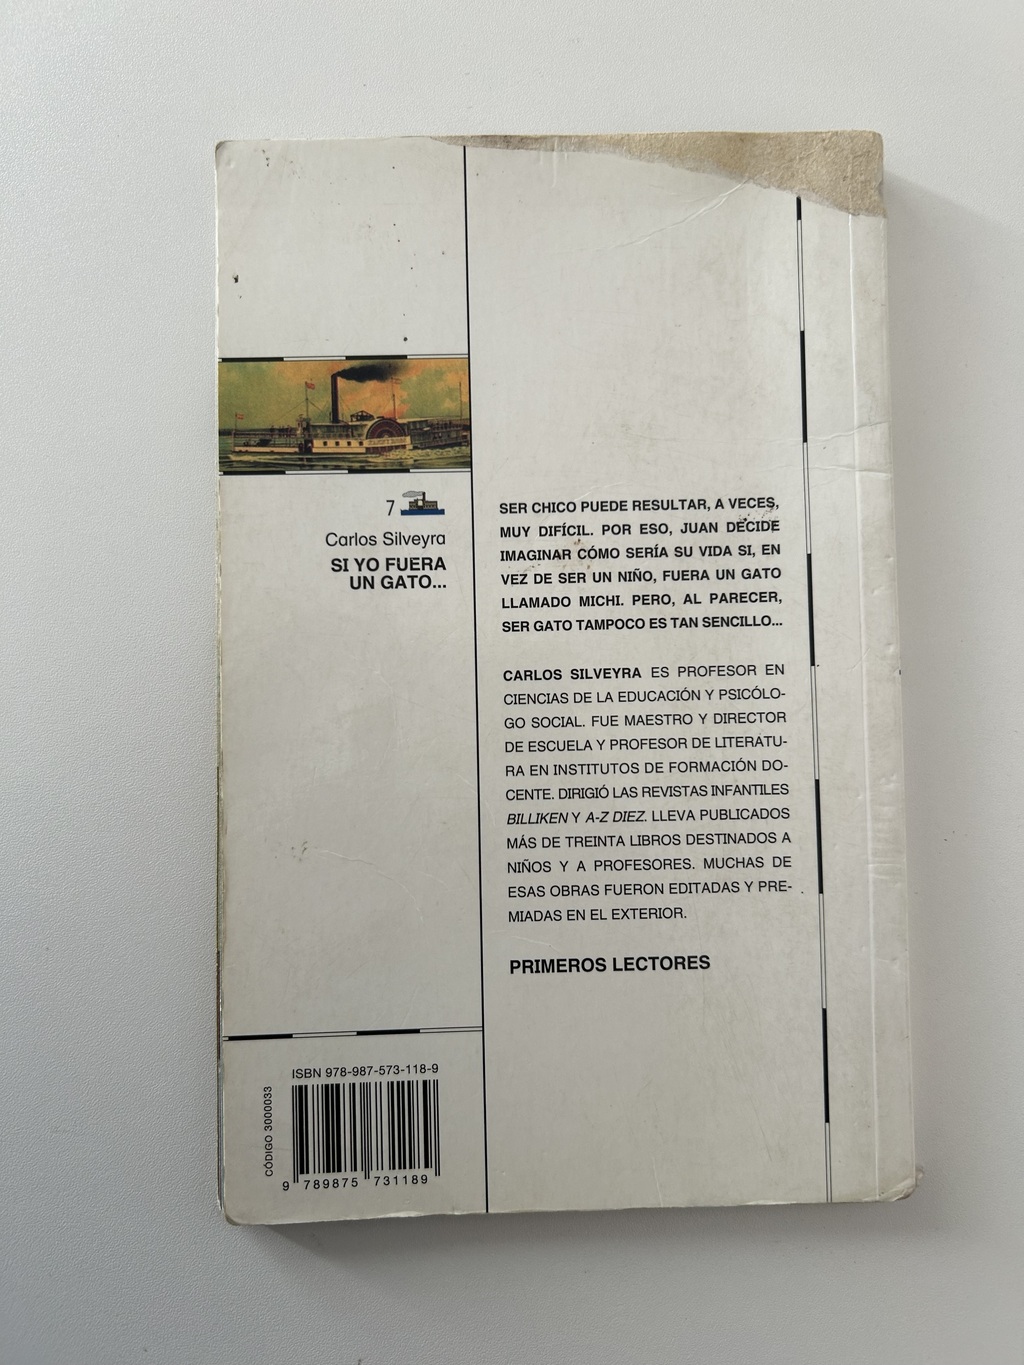 7
Carlos Silveyra
SI YO FUERA
UN GATO...
SER CHICO PUEDE RESULTAR, A VECES,
MUY DIFÍCIL. POR ESO, JUAN DECIDE
IMAGINAR CÓMO SERÍA SU VIDA SI, EN
VEZ DE SER UN NIÑO, FUERA UN GATO
LLAMADO MICHI. PERO, AL PARECER,
SER GATO TAMPOCO ES TAN SENCILLO...
CARLOS SILVEYRA ES PROFESOR EN
CIENCIAS DE LA EDUCACIÓN Y PSICÓLO-
GO SOCIAL. FUE MAESTRO Y DIRECTOR
DE ESCUELA Y PROFESOR DE LITERATU-
RA EN INSTITUTOS DE FORMACIÓN DO-
CENTE. DIRIGIÓ LAS REVISTAS INFANTILES
BILLIKEN Y A-Z DIEZ. LLEVA PUBLICADOS
MÁS DE TREINTA LIBROS DESTINADOS A
NIÑOS Y A PROFESORES. MUCHAS DE
ESAS OBRAS FUERON EDITADAS Y PRE-
MIADAS EN EL EXTERIOR.
PRIMEROS LECTORES
ISBN 978-987-573-118-9
CÓDIGO 3000033
9 789875 731189